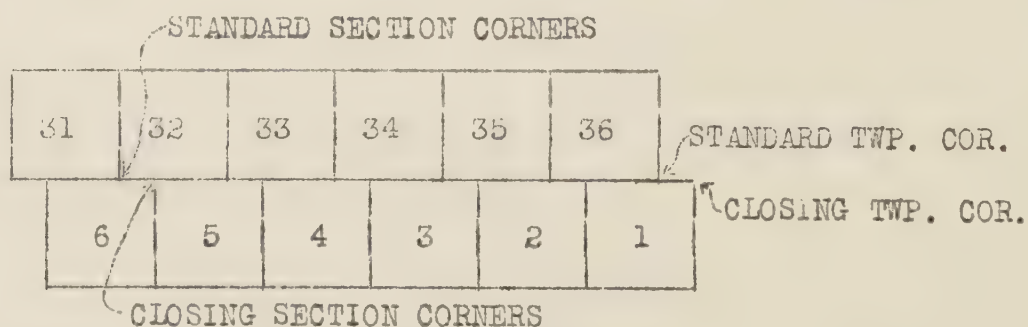 STANDARD SECTION CORNERS
31 32 33 34 35 36
STANDARD TWP. COR.
CLOSING TWP. COR.
6 5 4 3 2 1
CLOSING SECTION CORNERS